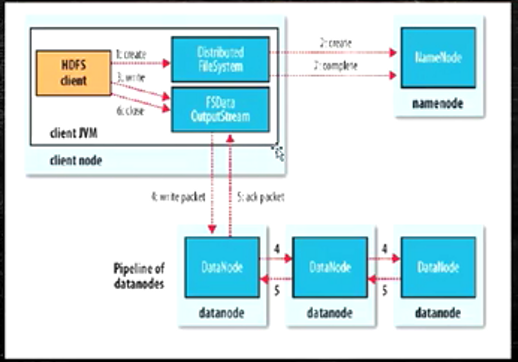 HDFS
client
1: create
3: write
6: close
Distributed
FileSystem
FSData
OutputStream
client JVM
client node
2: create
7: complete
NameNode
namenode
4: write packet
5: ack packet
Pipeline of
datanodes
DataNode
datanode
4
5
DataNode
datanode
4
5
DataNode
datanode